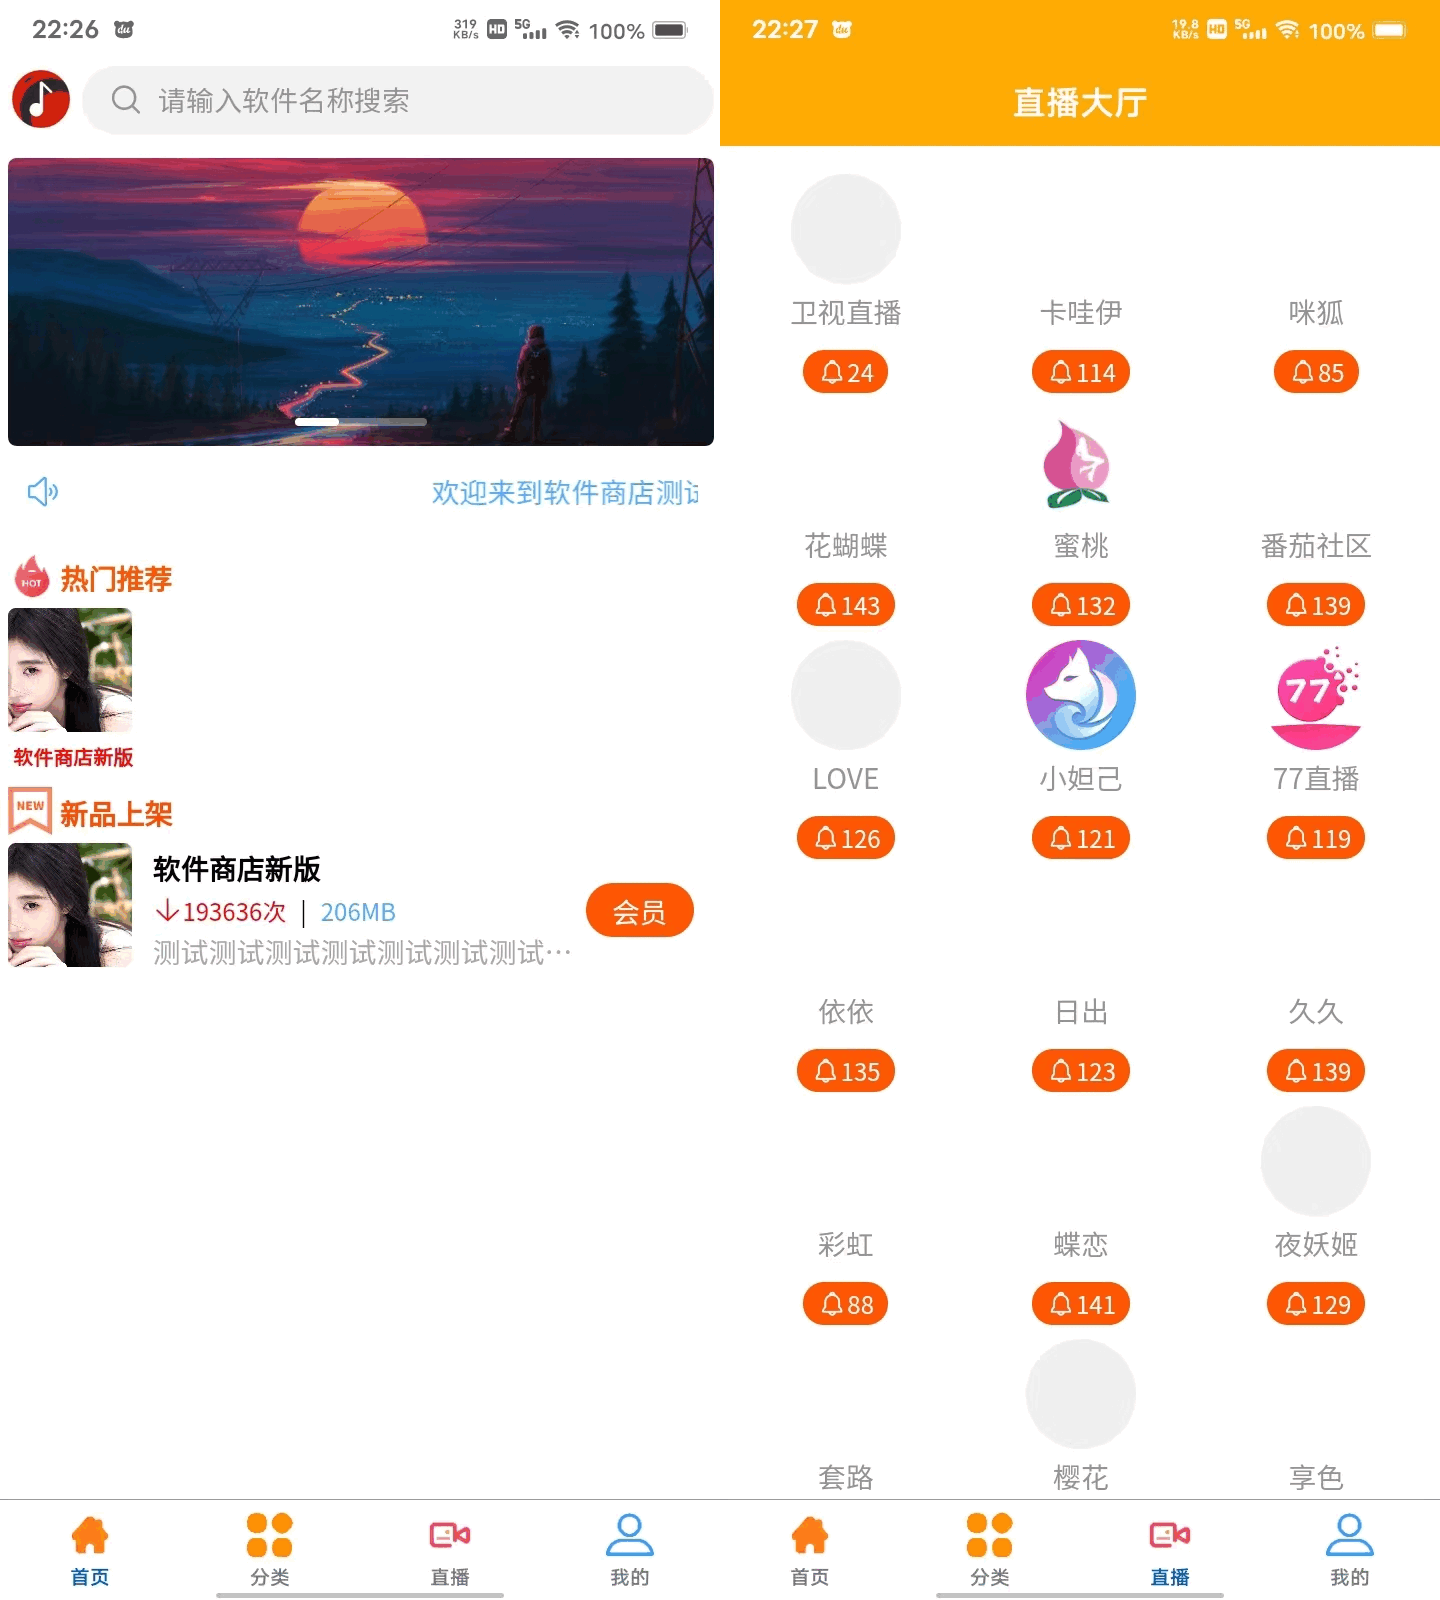 22:26
319
KB/s
HD
5G
100%
请输入软件名称搜索
欢迎来到软件商店测试
HOT
热门推荐
软件商店新版
NEW
新品上架
软件商店新版
193636次 | 206MB
测试测试测试测试测试测试测试…
会员
首页
分类
直播
我的
22:27
19.8
KB/s
HD
5G
100%
直播大厅
卫视直播
卡哇伊
咪狐
24
114
85
花蝴蝶
蜜桃
番茄社区
143
132
139
77
LOVE
小妲己
77直播
126
121
119
依依
日出
久久
135
123
139
彩虹
蝶恋
夜妖姬
88
141
129
套路
樱花
享色
首页
分类
直播
我的